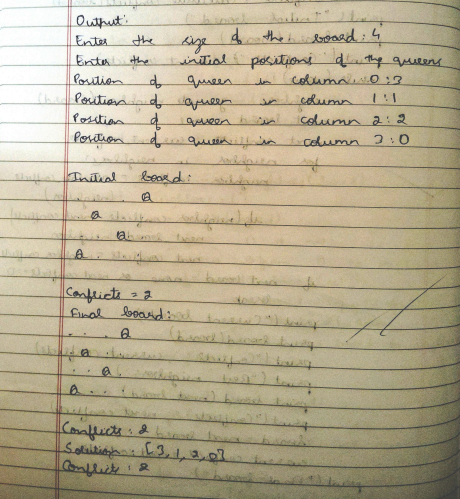 Output:
Enter the size of the board: 4
Enter the initial positions of the queens
Position of queen in column 0:3
Position of queen in column 1:1
Position of queen in column 2:2
Position of queen in column 3:0
Initial board:
. . . Q
. Q . .
. . Q .
Q . . .
Conflicts = 2
Final board:
. . . Q
. Q . .
. . Q .
Q . . .
Conflicts: 2
Solution: [3, 1, 2, 0]
Conflict: 2